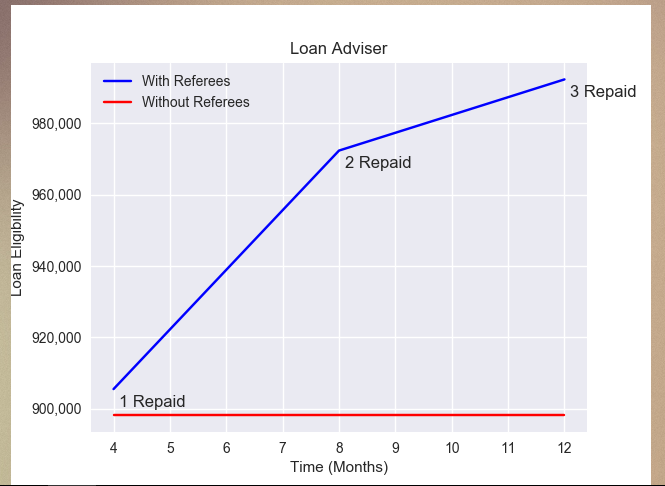 Loan Adviser
With Referees
Without Referees
3 Repaid
980,000
2 Repaid
960,000
Loan Eligibility
940,000
920,000
1 Repaid
900,000
4 5 6 7 8 9 10 11 12
Time (Months)